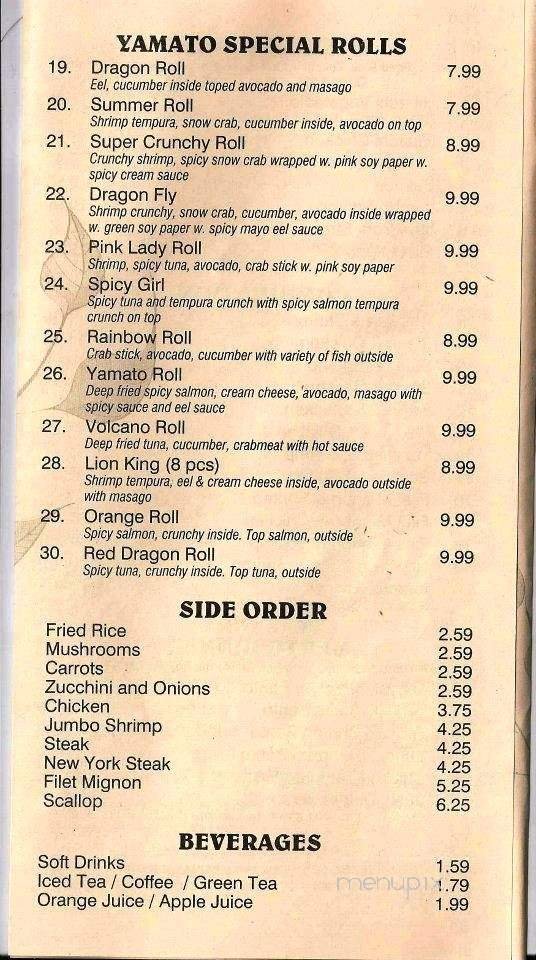 YAMATO SPECIAL ROLLS
19. Dragon Roll 7.99
Eel, cucumber inside toped avocado and masago
20. Summer Roll 7.99
Shrimp tempura, snow crab, cucumber inside, avocado on top
21. Super Crunchy Roll 8.99
Crunchy shrimp, spicy snow crab wrapped w. pink soy paper w.
spicy cream sauce
22. Dragon Fly 9.99
Shrimp crunchy, snow crab, cucumber, avocado inside wrapped
w. green soy paper w. spicy mayo eel sauce
23. Pink Lady Roll 9.99
Shrimp, spicy tuna, avocado, crab stick w. pink soy paper
24. Spicy Girl 9.99
Spicy tuna and tempura crunch with spicy salmon tempura
crunch on top
25. Rainbow Roll 8.99
Crab stick, avocado, cucumber with variety of fish outside
26. Yamato Roll 9.99
Deep fried spicy salmon, cream cheese, avocado, masago with
spicy sauce and eel sauce
27. Volcano Roll 9.99
Deep fried tuna, cucumber, crabmeat with hot sauce
28. Lion King (8 pcs) 8.99
Shrimp tempura, eel & cream cheese inside, avocado outside
with masago
29. Orange Roll 9.99
Spicy salmon, crunchy inside. Top salmon, outside
30. Red Dragon Roll 9.99
Spicy tuna, crunchy inside. Top tuna, outside
SIDE ORDER
Fried Rice 2.59
Mushrooms 2.59
Carrots 2.59
Zucchini and Onions 2.59
Chicken 3.75
Jumbo Shrimp 4.25
Steak 4.25
New York Steak 4.25
Filet Mignon 5.25
Scallop 6.25
BEVERAGES
Soft Drinks 1.59
Iced Tea / Coffee / Green Tea 1.79
menupix
Orange Juice / Apple Juice 1.99